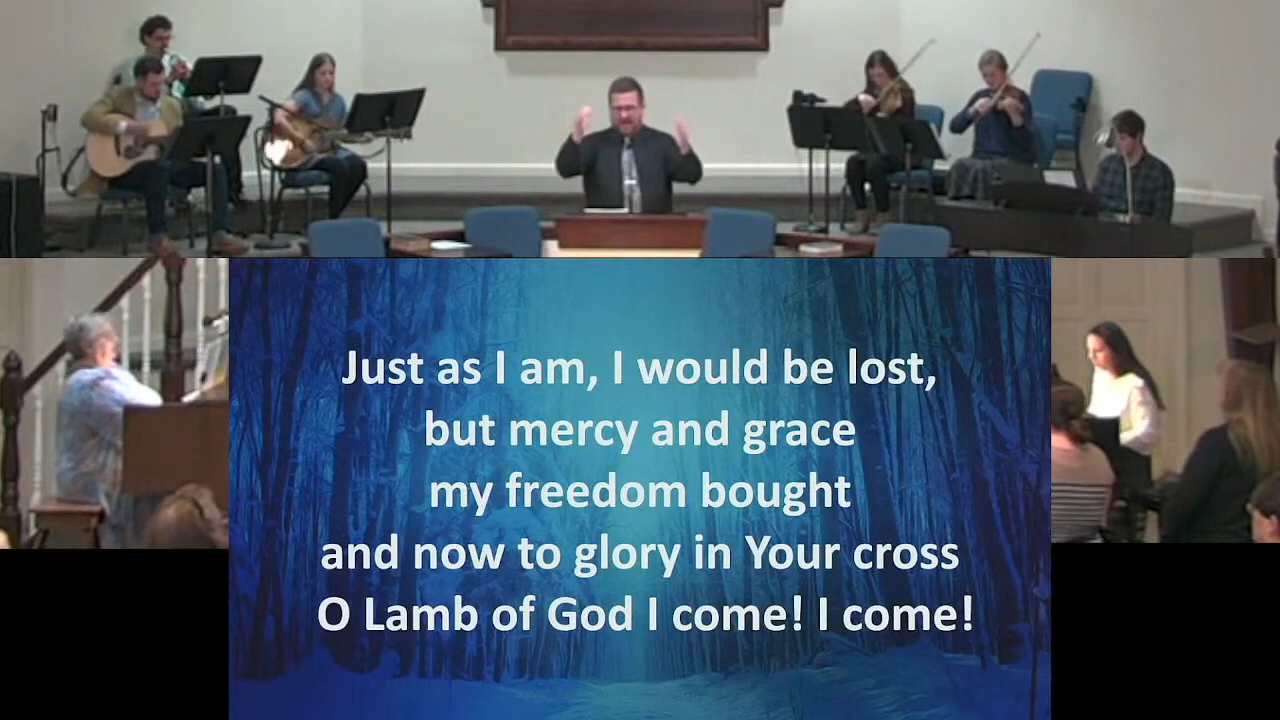 Just as I am, I would be lost,
but mercy and grace
my freedom bought
and now to glory in Your cross
O Lamb of God I come! I come!